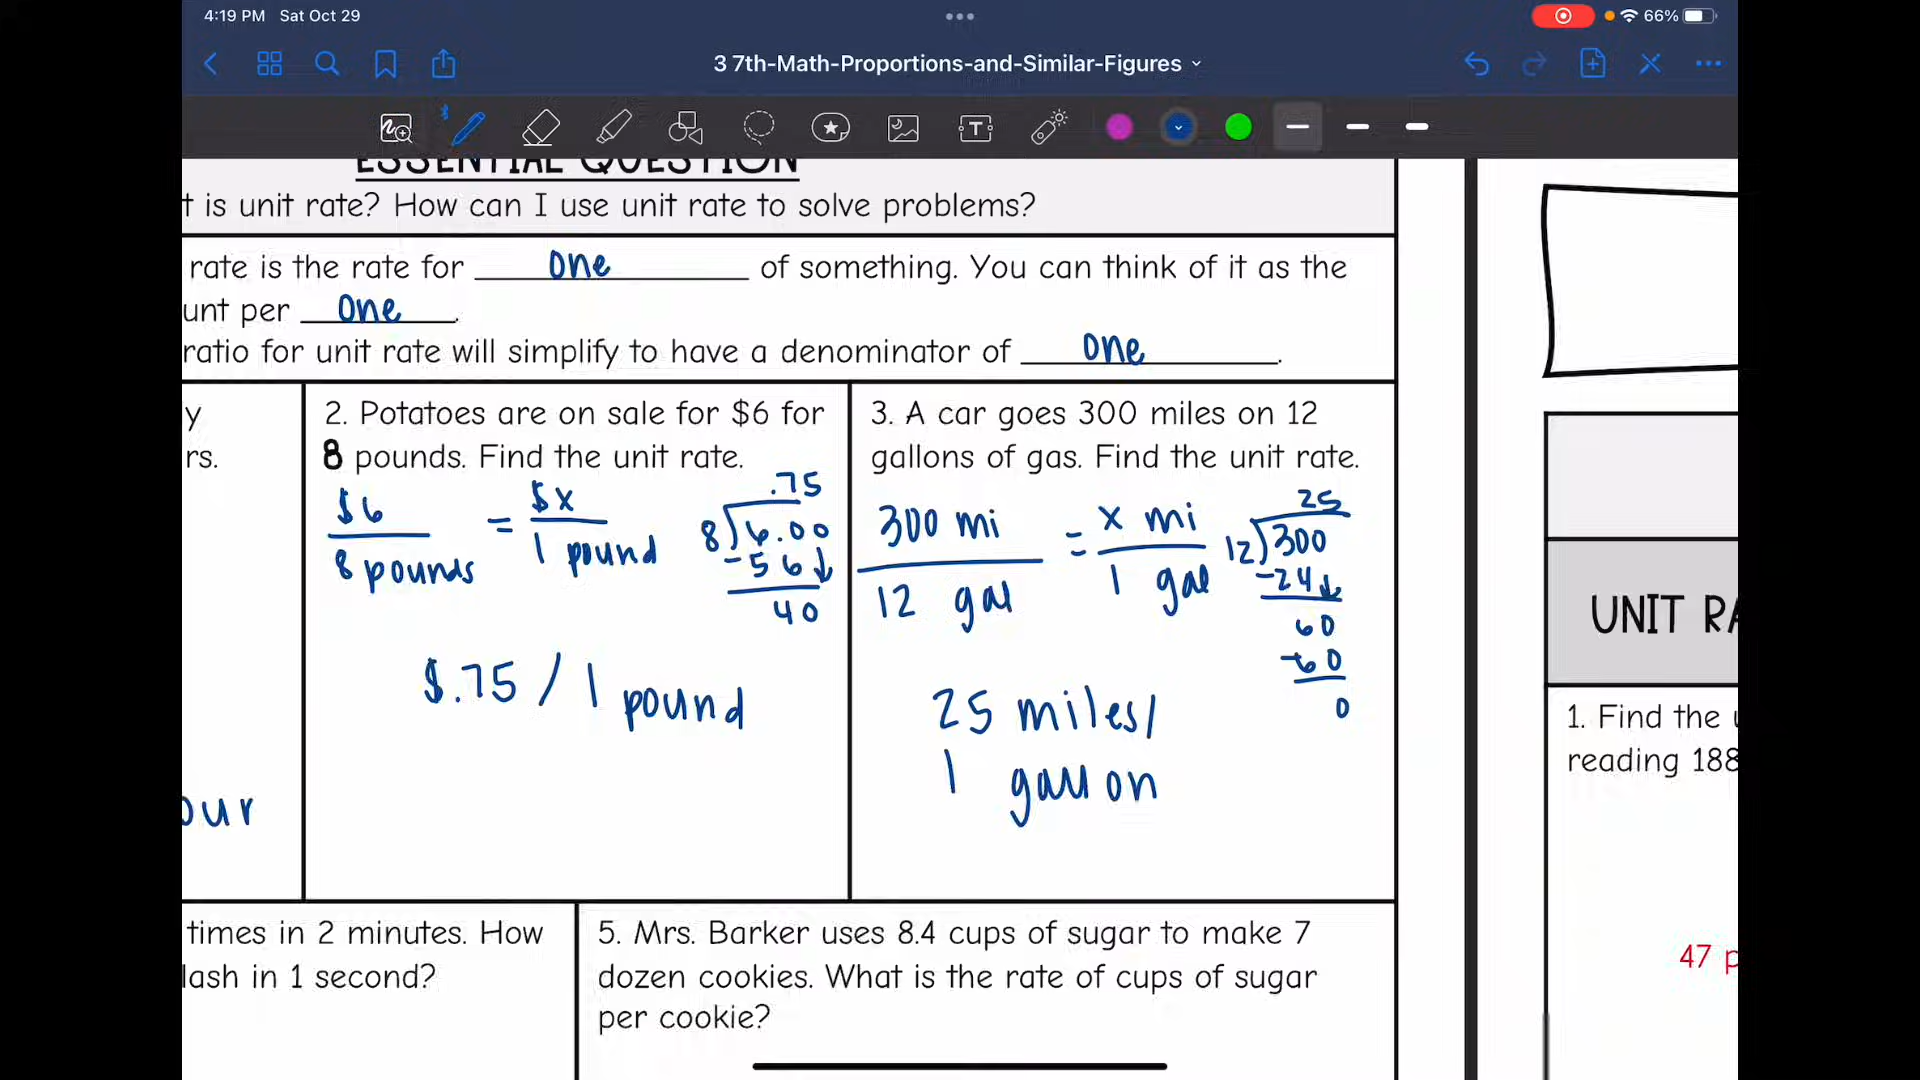 4:19 PM Sat Oct 29
66%
3 7th-Math-Proportions-and-Similar-Figures
ESSENTIAL QUESTION
t is unit rate? How can I use unit rate to solve problems?
rate is the rate for one of something. You can think of it as the
unt per one.
ratio for unit rate will simplify to have a denominator of one.
y
rs.
our
2. Potatoes are on sale for $6 for
8 pounds. Find the unit rate.
$6 / 8 pounds = $x / 1 pound
.75
8)6.00
-56↓
40
$.75 / 1 pound
3. A car goes 300 miles on 12
gallons of gas. Find the unit rate.
300 mi / 12 gal = x mi / 1 gal
25
12)300
-24↓
60
-60
0
25 miles/
1 gallon
times in 2 minutes. How
lash in 1 second?
5. Mrs. Barker uses 8.4 cups of sugar to make 7
dozen cookies. What is the rate of cups of sugar
per cookie?
UNIT RA
1. Find the u
reading 188
47 p